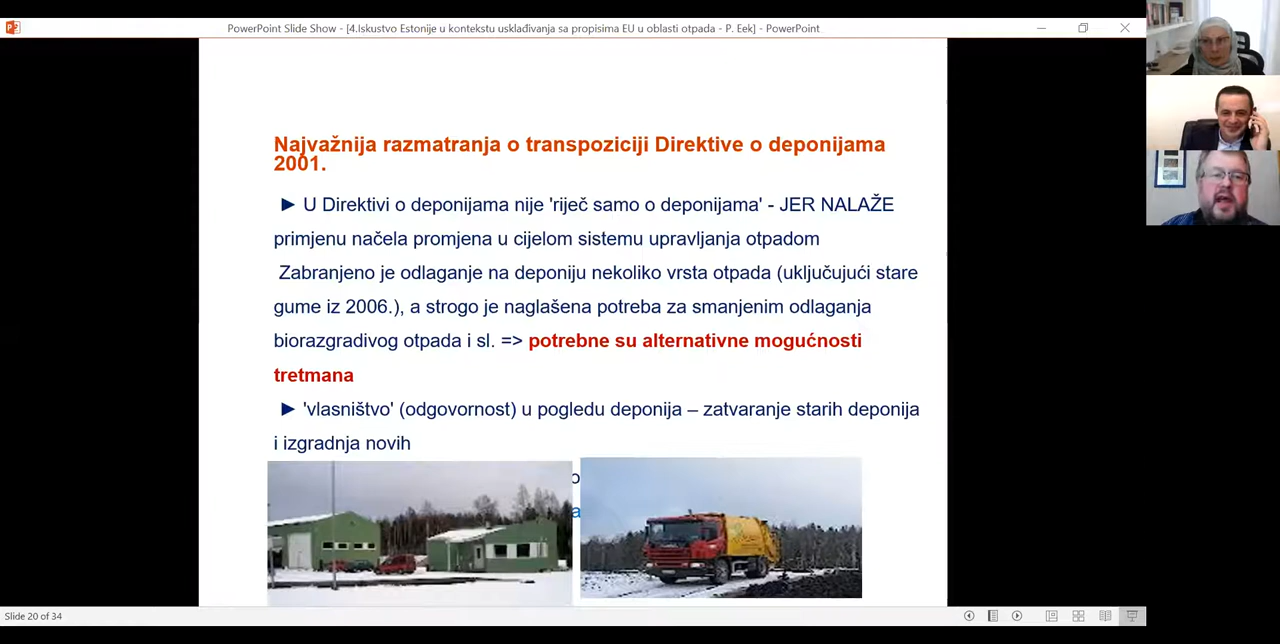 PowerPoint Slide Show - [4.Iskustvo Estonije u kontekstu usklađivanja sa propisima EU u oblasti otpada - P. Eek] - PowerPoint
Najvažnija razmatranja o transpoziciji Direktive o deponijama
2001.
► U Direktivi o deponijama nije 'riječ samo o deponijama' - JER NALAŽE
primjenu načela promjena u cijelom sistemu upravljanja otpadom
Zabranjeno je odlaganje na deponiju nekoliko vrsta otpada (uključujući stare
gume iz 2006.), a strogo je naglašena potreba za smanjenim odlaganja
biorazgradivog otpada i sl. => potrebne su alternativne mogućnosti
tretmana
► 'vlasništvo' (odgovornost) u pogledu deponija – zatvaranje starih deponija
i izgradnja novih
Slide 20 of 34